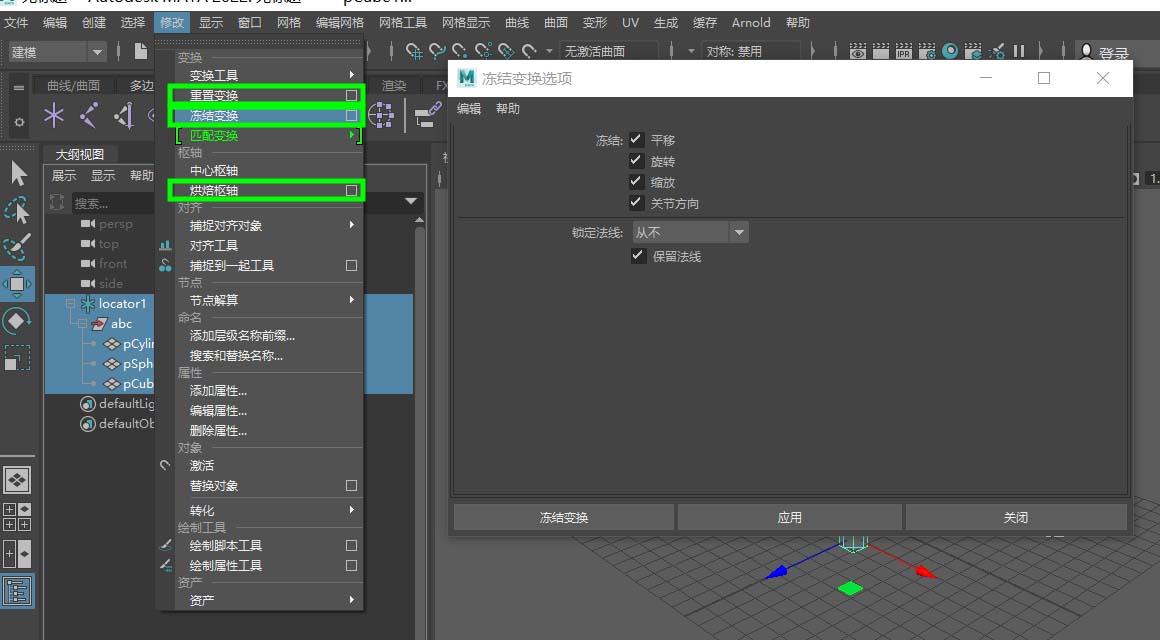 文件 编辑 创建 选择 修改 显示 窗口 网格 编辑网格 网格工具 网格显示 曲线 曲面 变形 UV 生成 缓存 Arnold 帮助
建模
无激活曲面
对称: 禁用
登录
IPR
曲线/曲面
多边
渲染
大纲视图
展示 显示 帮助
搜索...
persp
top
front
side
locator1
abc
变换
变换工具
重置变换
冻结变换
匹配变换
枢轴
中心枢轴
烘焙枢轴
对齐
捕捉对齐对象
对齐工具
捕捉到一起工具
节点
节点解算
命名
添加层级名称前缀...
搜索和替换名称...
属性
添加属性...
编辑属性...
删除属性...
对象
激活
替换对象
转化
绘制工具
绘制脚本工具
绘制属性工具
资产
资产
冻结变换选项
编辑 帮助
冻结: 平移
旋转
缩放
关节方向
锁定法线: 从不
保留法线
冻结变换
应用
关闭